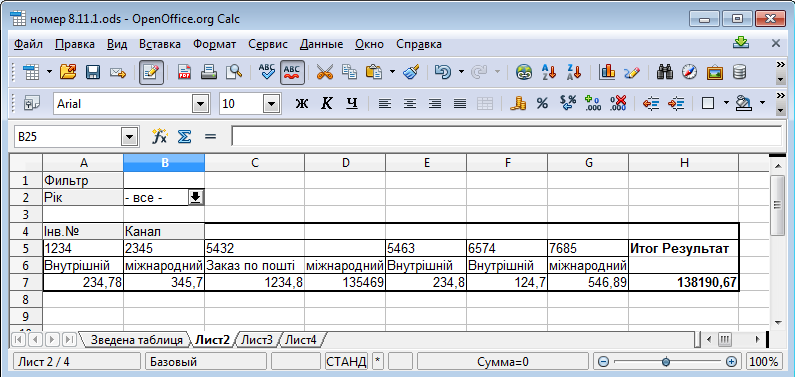 номер 8.11.1.ods - OpenOffice.org Calc
Файл Правка Вид Вставка Формат Сервис Данные Окно Справка
Arial 10 Ж К Ч
B25
A B C D E F G H
1 Фильтр
2 Рік - все -
3
4 Інв.№ Канал
5 1234 2345 5432 5463 6574 7685 Итог Результат
6 Внутрішній міжнародний Заказ по пошті міжнародний Внутрішній Внутрішній міжнародний
7 234,78 345,7 1234,8 135469 234,8 124,7 546,89 138190,67
8
9
Зведена таблиця Лист2 Лист3 Лист4
Лист 2 / 4 Базовый СТАНД * Сумма=0 100%